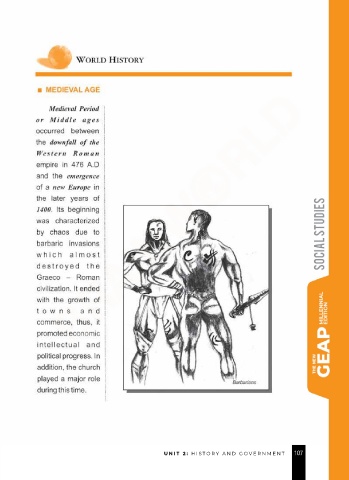 WORLD HISTORY
■ MEDIEVAL AGE
Medieval Period
or Middle ages
occurred between
the downfall of the
Western Roman
empire in 476 A.D
and the emergence
of a new Europe in
the later years of
1400. Its beginning
was characterized
by chaos due to
barbaric invasions
which almost
destroyed the
Graeco – Roman
civilization. It ended
with the growth of
towns and
commerce, thus, it
promoted economic
intellectual and
political progress. In
addition, the church
played a major role
during this time.
Barbarians
SOCIAL STUDIES
THE NEW
GEAP
MILLENNIAL
EDITION
UNIT 2: HISTORY AND GOVERNMENT 107